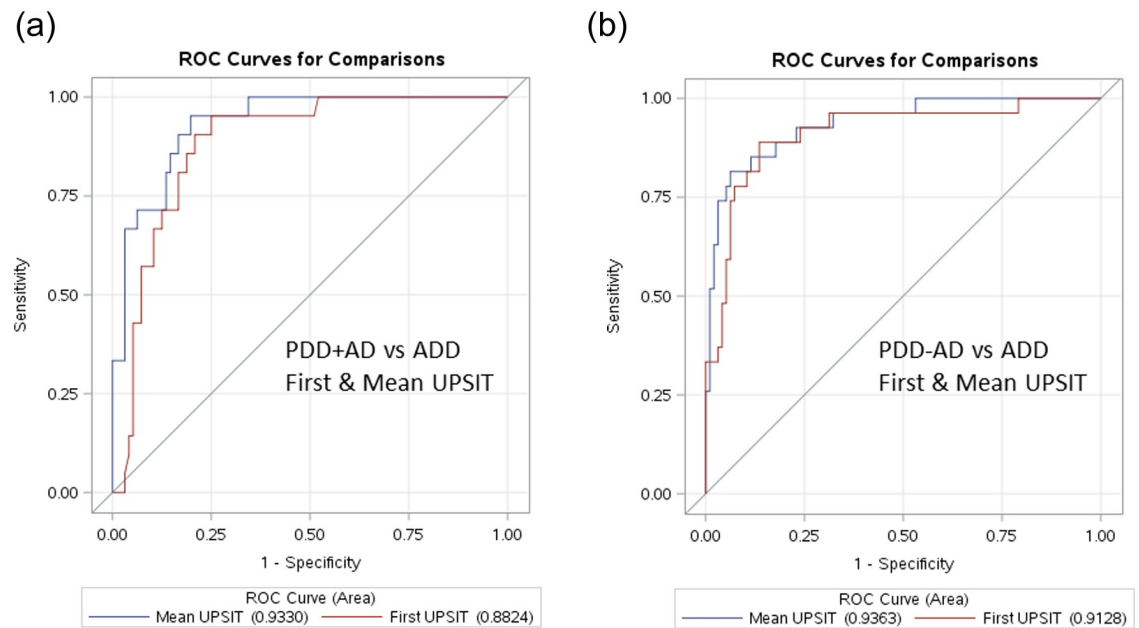 (a)
ROC Curves for Comparisons
1.00
0.75
0.50
0.25
0.00
Sensitivity
PDD+AD vs ADD
First & Mean UPSIT
0.00 0.25 0.50 0.75 1.00
1 - Specificity
ROC Curve (Area)
Mean UPSIT (0.9330) First UPSIT (0.8824)
(b)
ROC Curves for Comparisons
1.00
0.75
0.50
0.25
0.00
Sensitivity
PDD-AD vs ADD
First & Mean UPSIT
0.00 0.25 0.50 0.75 1.00
1 - Specificity
ROC Curve (Area)
Mean UPSIT (0.9363) First UPSIT (0.9128)